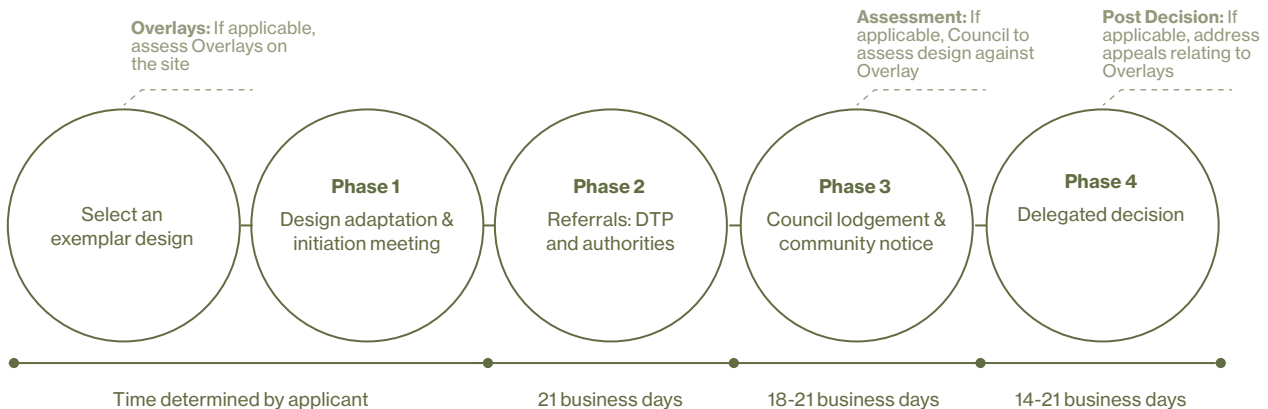 Overlays: If applicable,
assess Overlays on
the site
Assessment: If
applicable, Council to
assess design against
Overlay
Post Decision: If
applicable, address
appeals relating to
Overlays
Select an
exemplar design
Phase 1
Design adaptation &
initiation meeting
Phase 2
Referrals: DTP
and authorities
Phase 3
Council lodgement &
community notice
Phase 4
Delegated decision
Time determined by applicant
21 business days
18-21 business days
14-21 business days